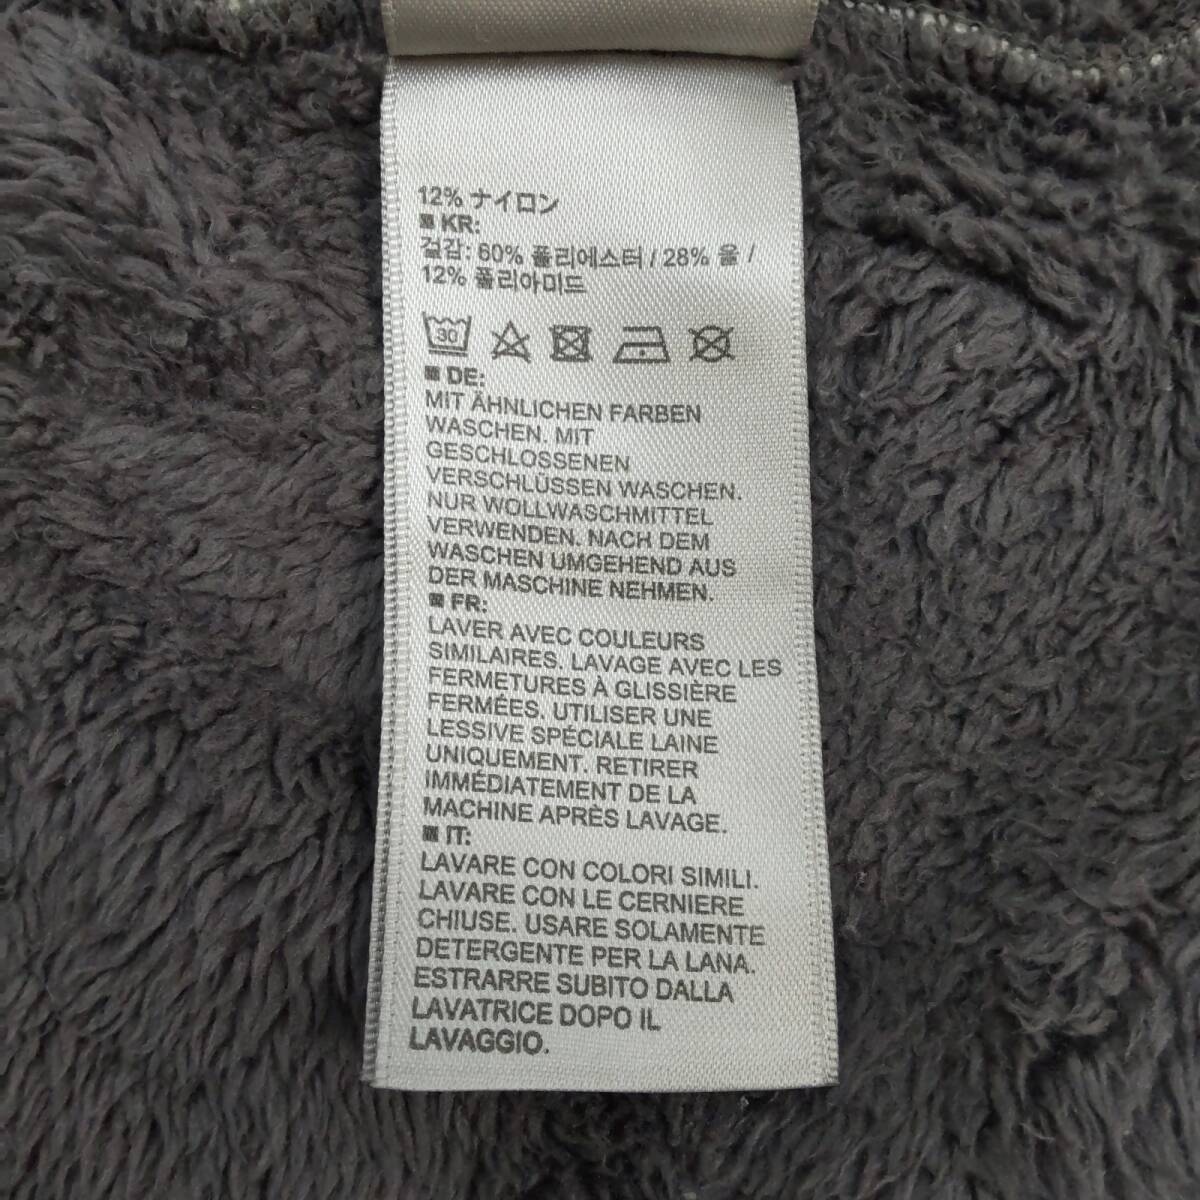 12% ナイロン
■ KR:
겉감: 60% 폴리에스터 / 28% 울 /
12% 폴리아미드
30
■ DE:
MIT ÄHNLICHEN FARBEN
WASCHEN. MIT
GESCHLOSSENEN
VERSCHLÜSSEN WASCHEN.
NUR WOLLWASCHMITTEL
VERWENDEN. NACH DEM
WASCHEN UMGEHEND AUS
DER MASCHINE NEHMEN.
■ FR:
LAVER AVEC COULEURS
SIMILAIRES. LAVAGE AVEC LES
FERMETURES À GLISSIÈRE
FERMÉES. UTILISER UNE
LESSIVE SPÉCIALE LAINE
UNIQUEMENT. RETIRER
IMMÉDIATEMENT DE LA
MACHINE APRÈS LAVAGE.
■ IT:
LAVARE CON COLORI SIMILI.
LAVARE CON LE CERNIERE
CHIUSE. USARE SOLAMENTE
DETERGENTE PER LA LANA.
ESTRARRE SUBITO DALLA
LAVATRICE DOPO IL
LAVAGGIO.